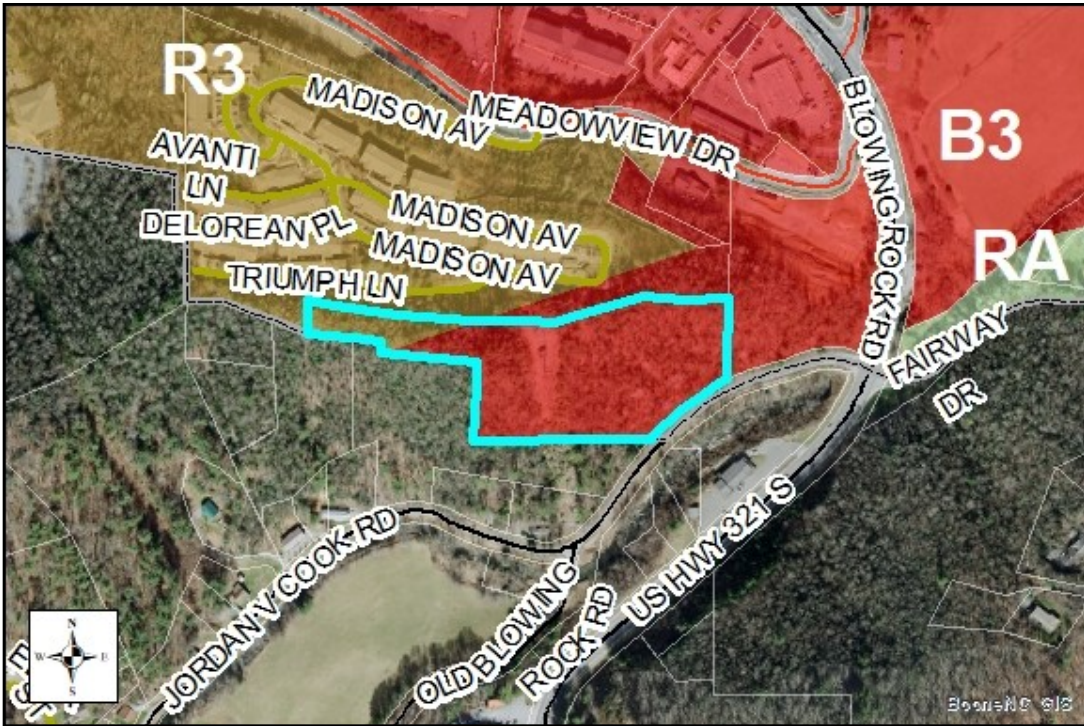 R3
MADISON AV
MEADOWVIEW DR
BLOWING ROCK RD
B3
AVANTI
LN
DELOREAN PL
MADISON AV
MADISON AV
TRIUMPH LN
RA
FAIRWAY
DR
JORDAN V COOK RD
OLD BLOWING
ROCK RD
US HWY 321 S
N
W
E
S
BooneNC GIS